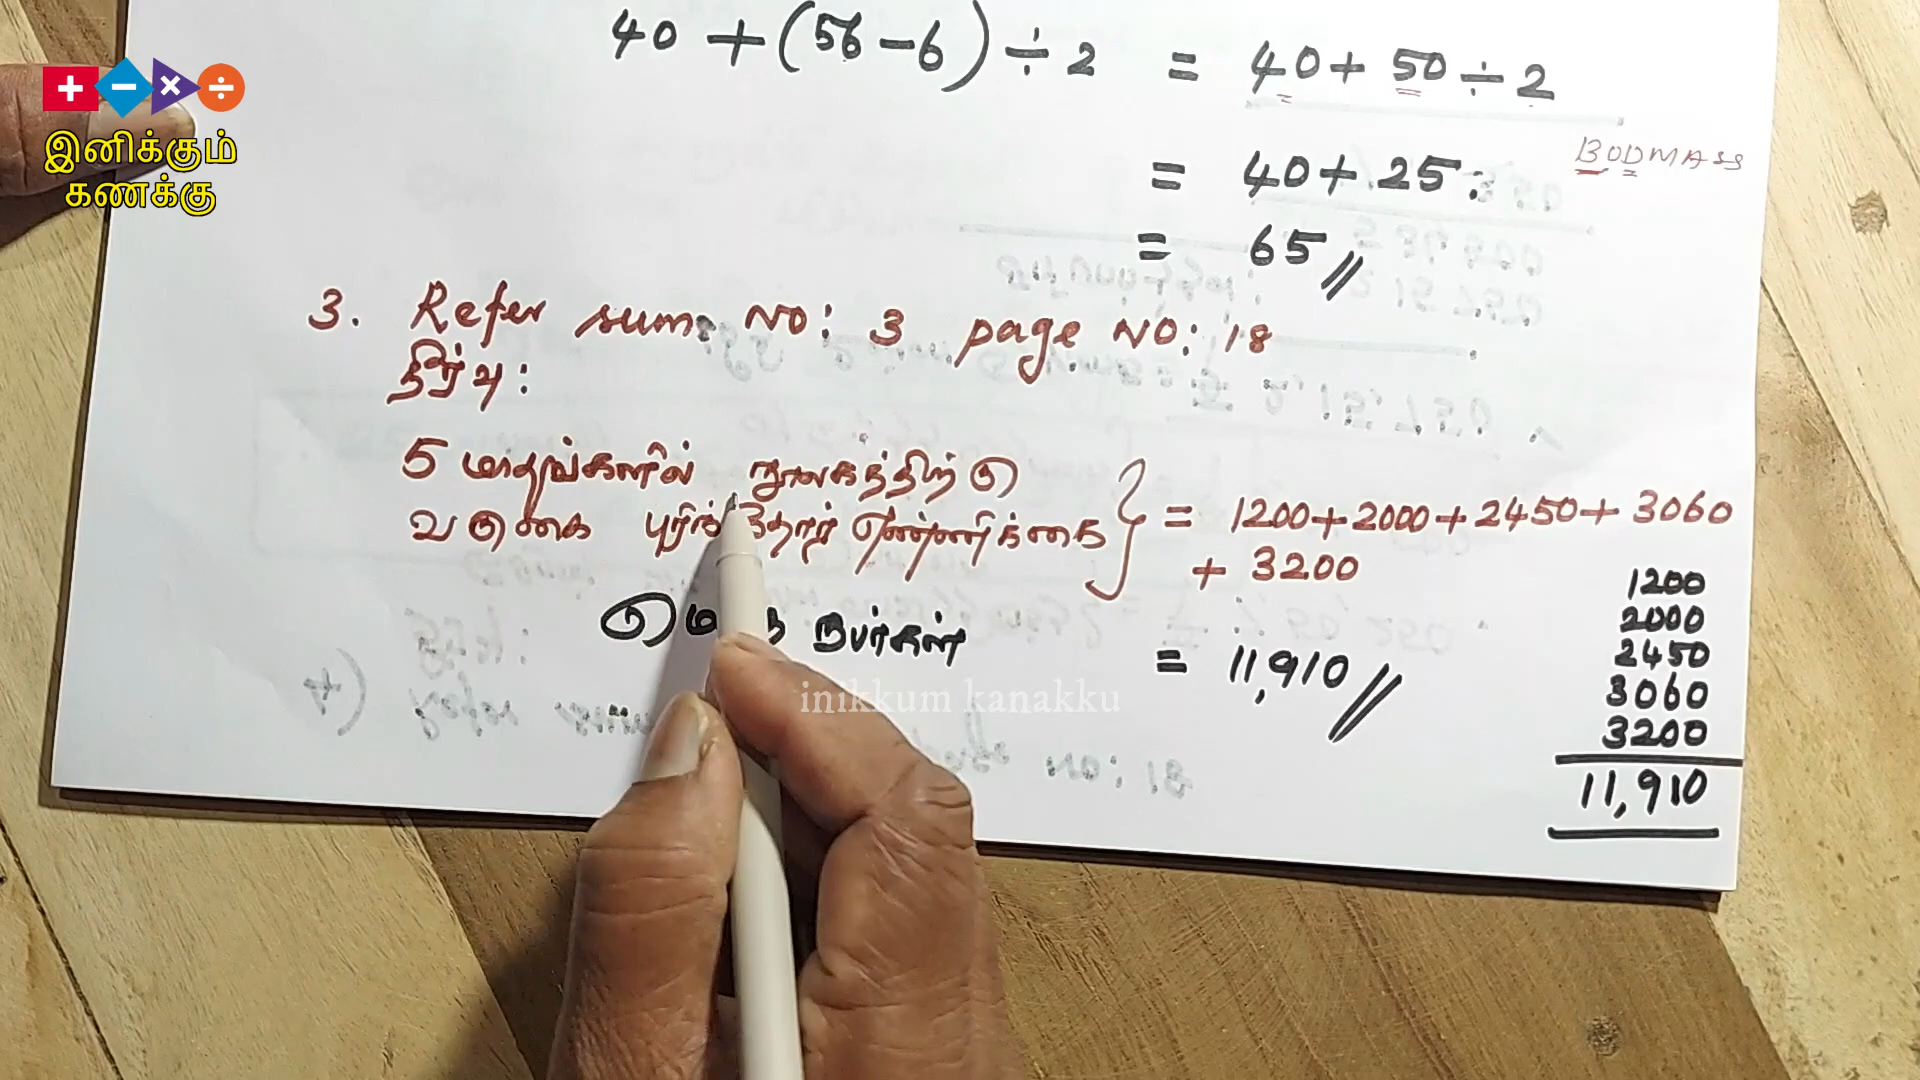 இனிக்கும்
கணக்கு
40 + (56 - 6) ÷ 2 = 40 + 50 ÷ 2
BODMASS
= 40 + 25
= 65 //
3. Refer sum NO: 3 page NO: 18
தீர்வு:
5 மாதங்களில் நூலகத்திற்கு
வருகை புரிந்தோர் எண்ணிக்கை } = 1200 + 2000 + 2450 + 3060
+ 3200
நபர்கள் = 11,910 //
inikkum kanakku
1200
2000
2450
3060
3200
11,910